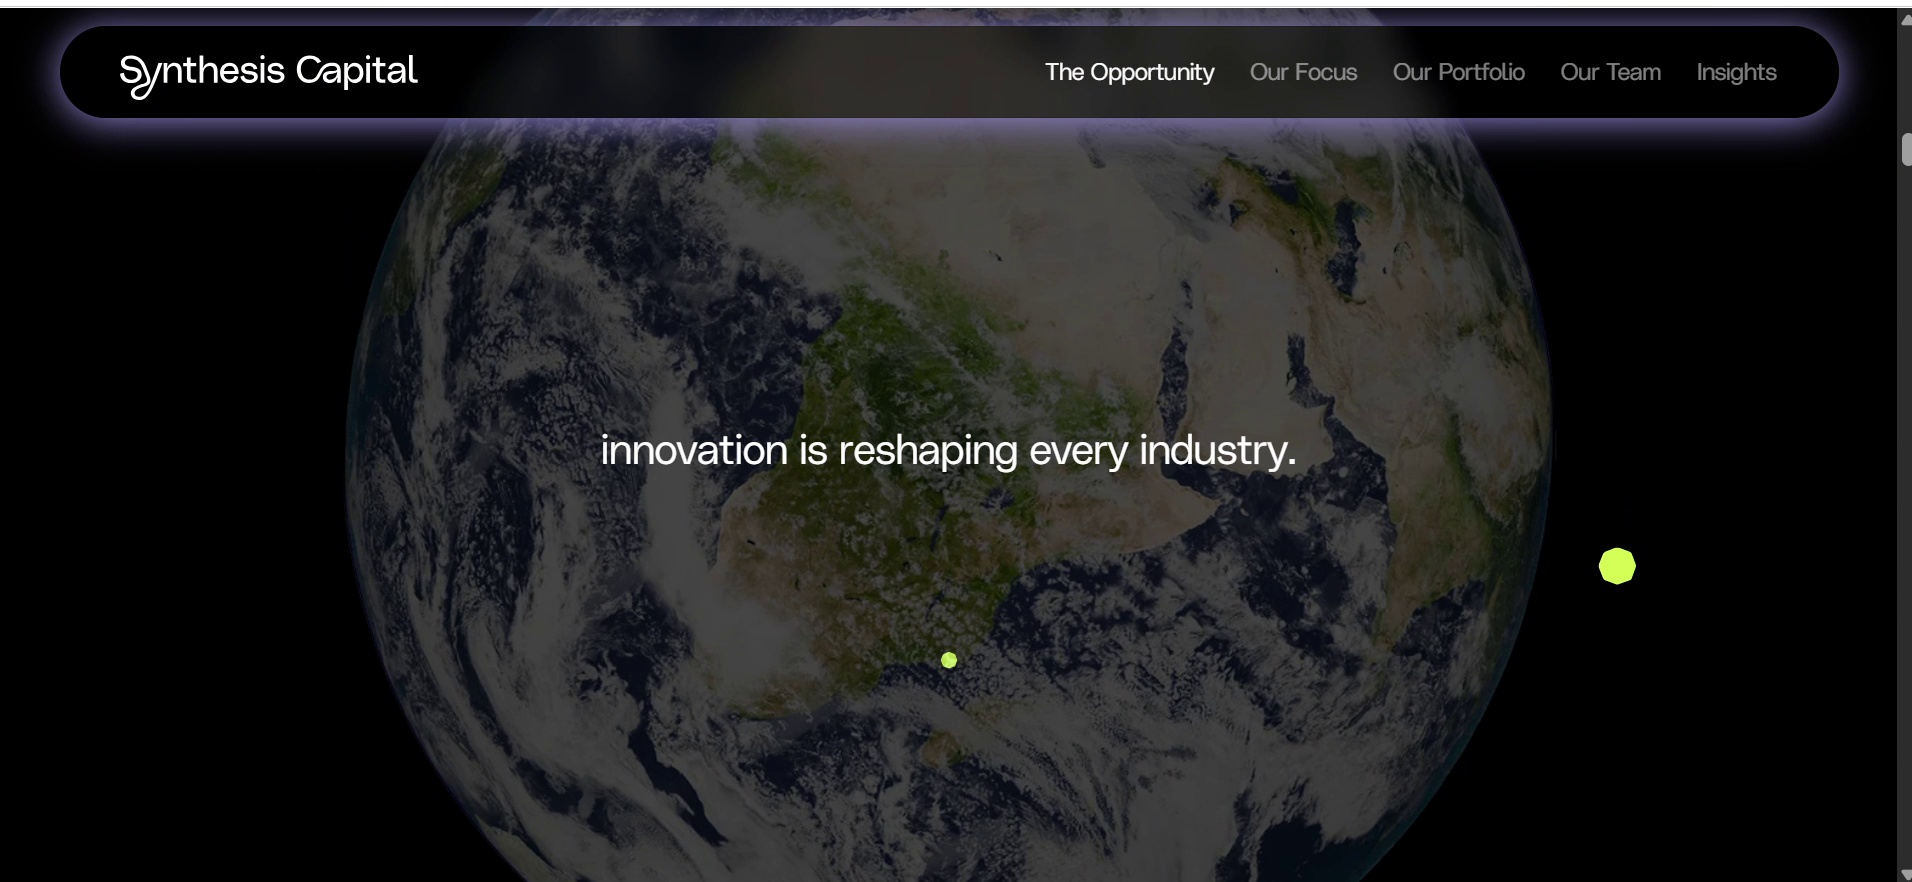 Synthesis Capital
The Opportunity
Our Focus
Our Portfolio
Our Team
Insights
innovation is reshaping every industry.